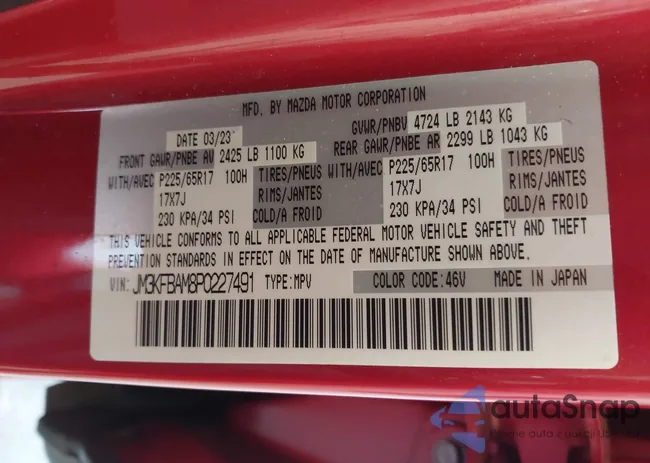 MFD. BY MAZDA MOTOR CORPORATION
DATE 03/23
GVWR/PNBV 4724 LB 2143 KG
FRONT GAWR/PNBE AV 2425 LB 1100 KG
REAR GAWR/PNBE AR 2299 LB 1043 KG
WITH/AVEC P225/65R17 100H TIRES/PNEUS
17X7J RIMS/JANTES
230 KPA/34 PSI COLD/A FROID
WITH/AVEC P225/65R17 100H TIRES/PNEUS
17X7J RIMS/JANTES
230 KPA/34 PSI COLD/A FROID
THIS VEHICLE CONFORMS TO ALL APPLICABLE FEDERAL MOTOR VEHICLE SAFETY AND THEFT
PREVENTION STANDARDS IN EFFECT ON THE DATE OF MANUFACTURE SHOWN ABOVE.
VIN: JM3KFBAM8P0227491 TYPE:MPV COLOR CODE:46V MADE IN JAPAN
autaSnap